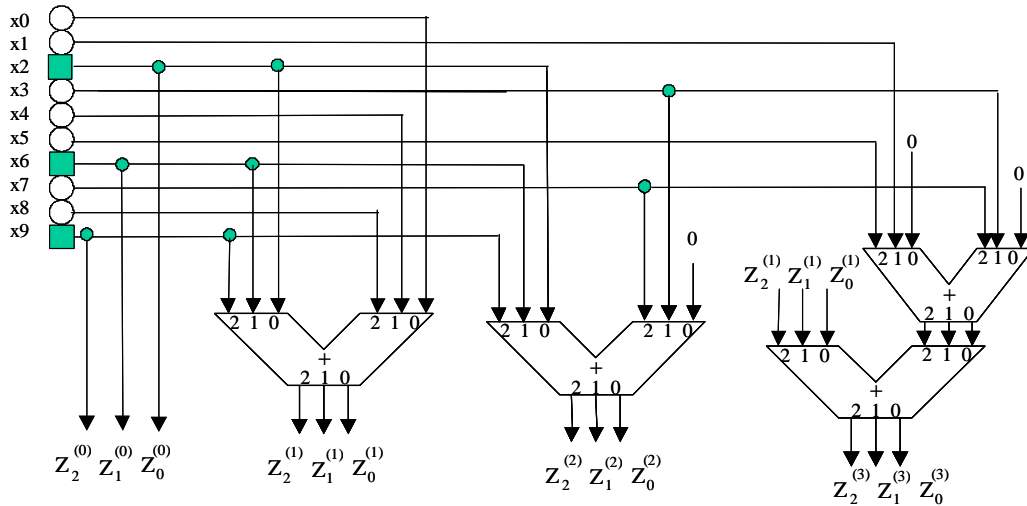 x0
x1
x2
x3
x4
x5
x6
x7
x8
x9
0
0
0
2 1 0
2 1 0
+
2 1 0
2 1 0
2 1 0
+
2 1 0
2 1 0
2 1 0
+
2 1 0
Z2(1) Z1(1) Z0(1)
2 1 0
2 1 0
+
2 1 0
Z2(0) Z1(0) Z0(0)
Z2(1) Z1(1) Z0(1)
Z2(2) Z1(2) Z0(2)
Z2(3) Z1(3) Z0(3)